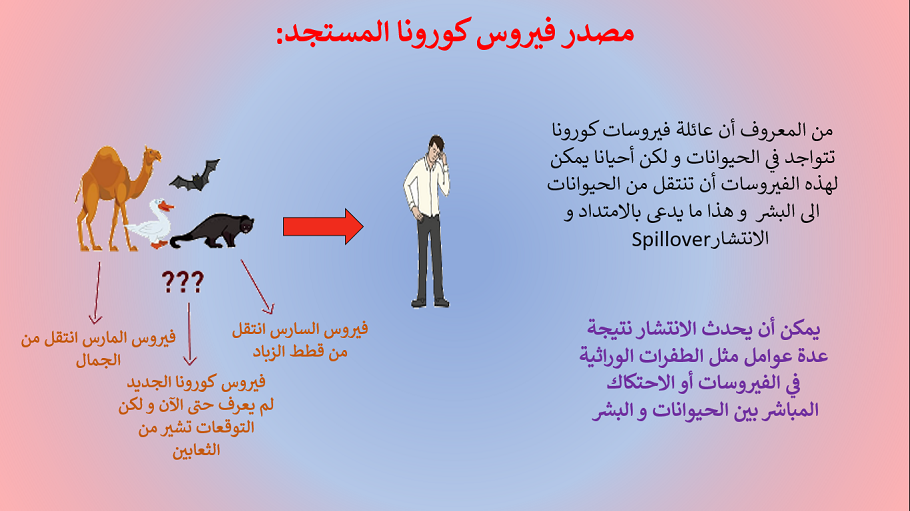 مصدر فيروس كورونا المستجد:
من المعروف أن عائلة فيروسات كورونا
تتواجد في الحيوانات و لكن أحيانا يمكن
لهذه الفيروسات أن تنتقل من الحيوانات
الى البشر و هذا ما يدعى بالامتداد و
الانتشار Spillover
يمكن أن يحدث الانتشار نتيجة
عدة عوامل مثل الطفرات الوراثية
في الفيروسات أو الاحتكاك
المباشر بين الحيوانات و البشر
???
فيروس السارس انتقل
من قطط الزباد
فيروس المارس انتقل من
الجمال
فيروس كورونا الجديد
لم يعرف حتى الآن و لكن
التوقعات تشير من
الثعابين